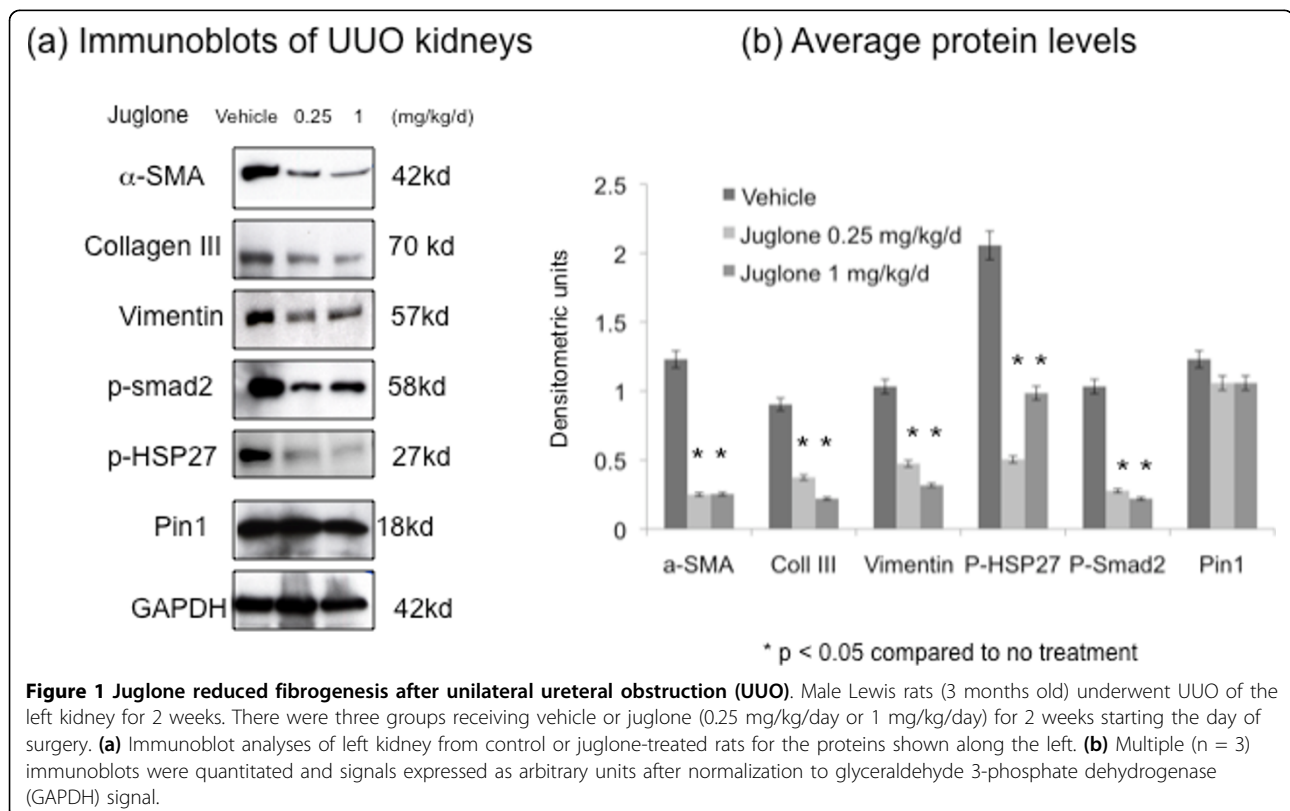 (a) Immunoblots of UUO kidneys
(b) Average protein levels
Juglone Vehicle 0.25 1 (mg/kg/d)
α-SMA 42kd
Collagen III 70 kd
Vimentin 57kd
p-smad2 58kd
p-HSP27 27kd
Pin1 18kd
GAPDH 42kd
Densitometric units
2.5
2
1.5
1
0.5
0
Vehicle
Juglone 0.25 mg/kg/d
Juglone 1 mg/kg/d
* *
* *
* *
* *
* *
a-SMA Coll III Vimentin P-HSP27 P-Smad2 Pin1
* p < 0.05 compared to no treatment
Figure 1 Juglone reduced fibrogenesis after unilateral ureteral obstruction (UUO). Male Lewis rats (3 months old) underwent UUO of the
left kidney for 2 weeks. There were three groups receiving vehicle or juglone (0.25 mg/kg/day or 1 mg/kg/day) for 2 weeks starting the day of
surgery. (a) Immunoblot analyses of left kidney from control or juglone-treated rats for the proteins shown along the left. (b) Multiple (n = 3)
immunoblots were quantitated and signals expressed as arbitrary units after normalization to glyceraldehyde 3-phosphate dehydrogenase
(GAPDH) signal.